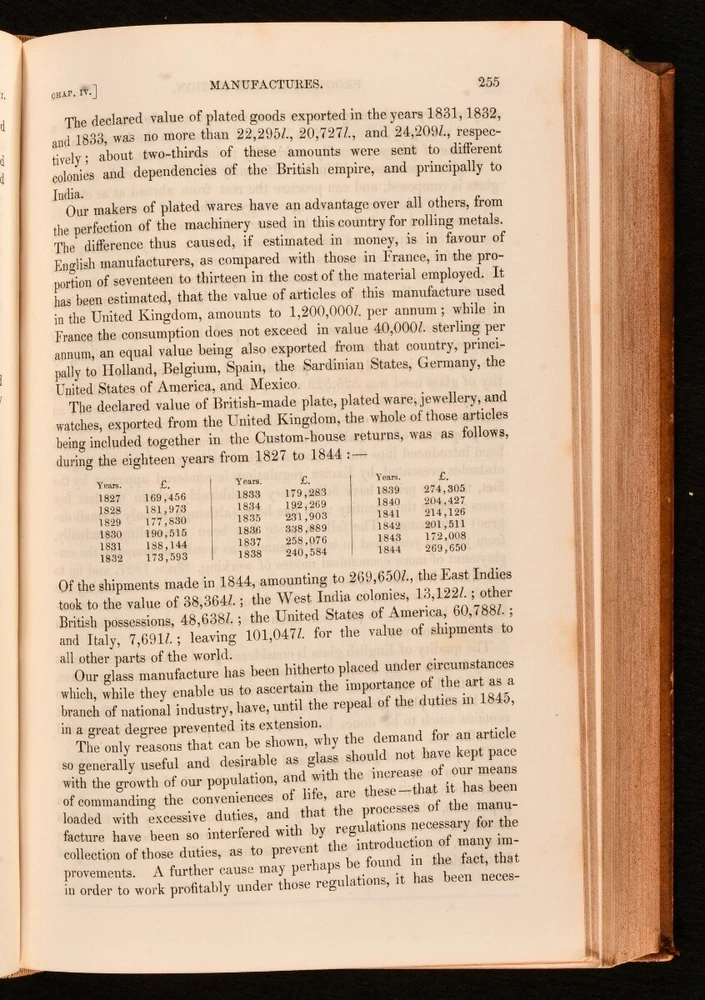 CHAP. IV.] MANUFACTURES. 255
The declared value of plated goods exported in the years 1831, 1832,
and 1833, was no more than 22,295l., 20,727l., and 24,209l., respec-
tively; about two-thirds of these amounts were sent to different
colonies and dependencies of the British empire, and principally to
India.
Our makers of plated wares have an advantage over all others, from
the perfection of the machinery used in this country for rolling metals.
The difference thus caused, if estimated in money, is in favour of
English manufacturers, as compared with those in France, in the pro-
portion of seventeen to thirteen in the cost of the material employed. It
has been estimated, that the value of articles of this manufacture used
in the United Kingdom, amounts to 1,200,000l. per annum; while in
France the consumption does not exceed in value 40,000l. sterling per
annum, an equal value being also exported from that country, princi-
pally to Holland, Belgium, Spain, the Sardinian States, Germany, the
United States of America, and Mexico
The declared value of British-made plate, plated ware, jewellery, and
watches, exported from the United Kingdom, the whole of those articles
being included together in the Custom-house returns, was as follows,
during the eighteen years from 1827 to 1844:—
Years. £. Years. £. Years. £.
1827 169,456 1833 179,283 1839 274,305
1828 181,973 1834 192,269 1840 204,427
1829 177,830 1835 231,903 1841 214,126
1830 190,515 1836 338,889 1842 201,511
1831 188,144 1837 258,076 1843 172,008
1832 173,593 1838 240,584 1844 269,650
Of the shipments made in 1844, amounting to 269,650l., the East Indies
took to the value of 38,364l.; the West India colonies, 13,122l.; other
British possessions, 48,638l.; the United States of America, 60,788l.;
and Italy, 7,691l.; leaving 101,047l. for the value of shipments to
all other parts of the world.
Our glass manufacture has been hitherto placed under circumstances
which, while they enable us to ascertain the importance of the art as a
branch of national industry, have, until the repeal of the duties in 1845,
in a great degree prevented its extension.
The only reasons that can be shown, why the demand for an article
so generally useful and desirable as glass should not have kept pace
with the growth of our population, and with the increase of our means
of commanding the conveniences of life, are these—that it has been
loaded with excessive duties, and that the processes of the manu-
facture have been so interfered with by regulations necessary for the
collection of those duties, as to prevent the introduction of many im-
provements. A further cause may perhaps be found in the fact, that
in order to work profitably under those regulations, it has been neces-